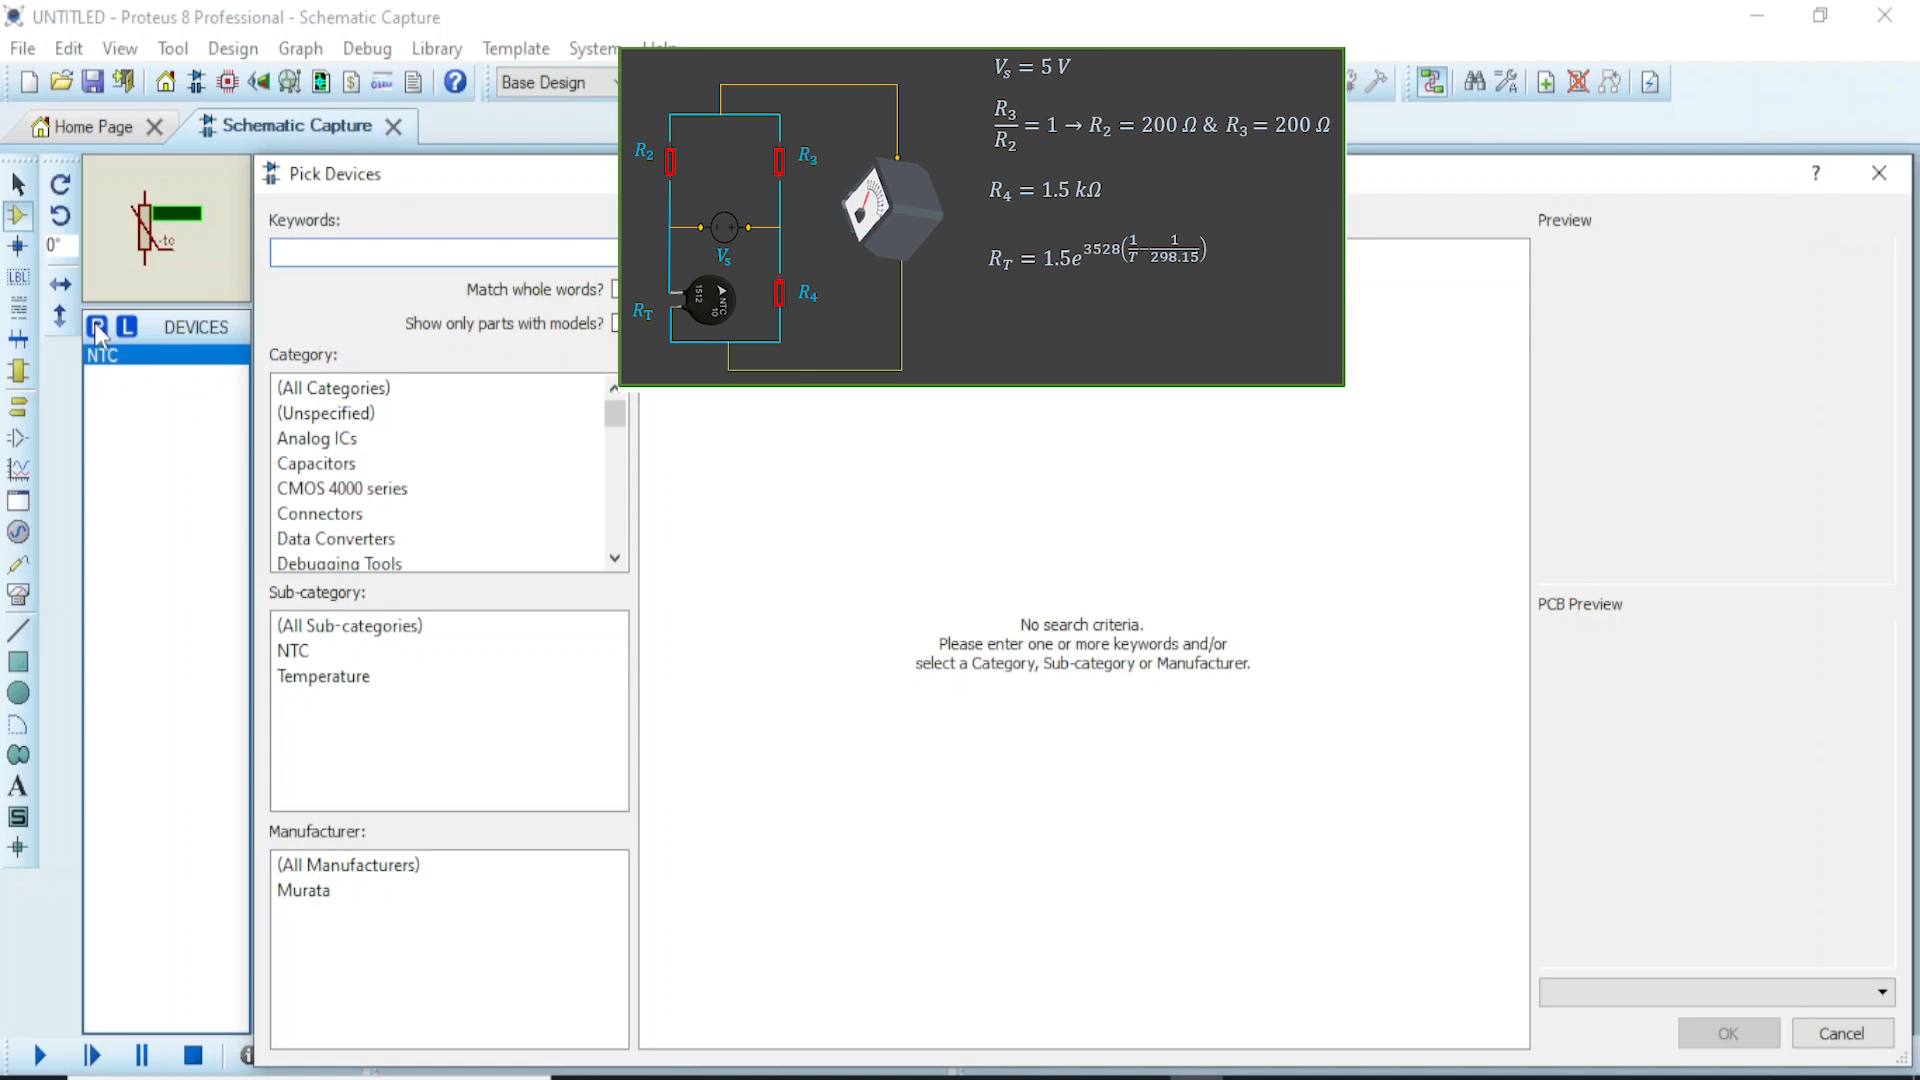 UNTITLED - Proteus 8 Professional - Schematic Capture
File Edit View Tool Design Graph Debug Library Template System
Base Design
Home Page Schematic Capture
Pick Devices
?
Keywords:
Match whole words?
Show only parts with models?
Category:
(All Categories)
(Unspecified)
Analog ICs
Capacitors
CMOS 4000 series
Connectors
Data Converters
Debugging Tools
Sub-category:
(All Sub-categories)
NTC
Temperature
Manufacturer:
(All Manufacturers)
Murata
0°
LBL
-tc
L DEVICES
NTC
A
S
R2
R3
Vs
RT
R4
NTC 10
1512
Vs = 5 V
R3/R2 = 1 → R2 = 200 Ω & R3 = 200 Ω
R4 = 1.5 kΩ
RT = 1.5e^3528(1/T − 1/298.15)
No search criteria.
Please enter one or more keywords and/or
select a Category, Sub-category or Manufacturer.
Preview
PCB Preview
OK Cancel